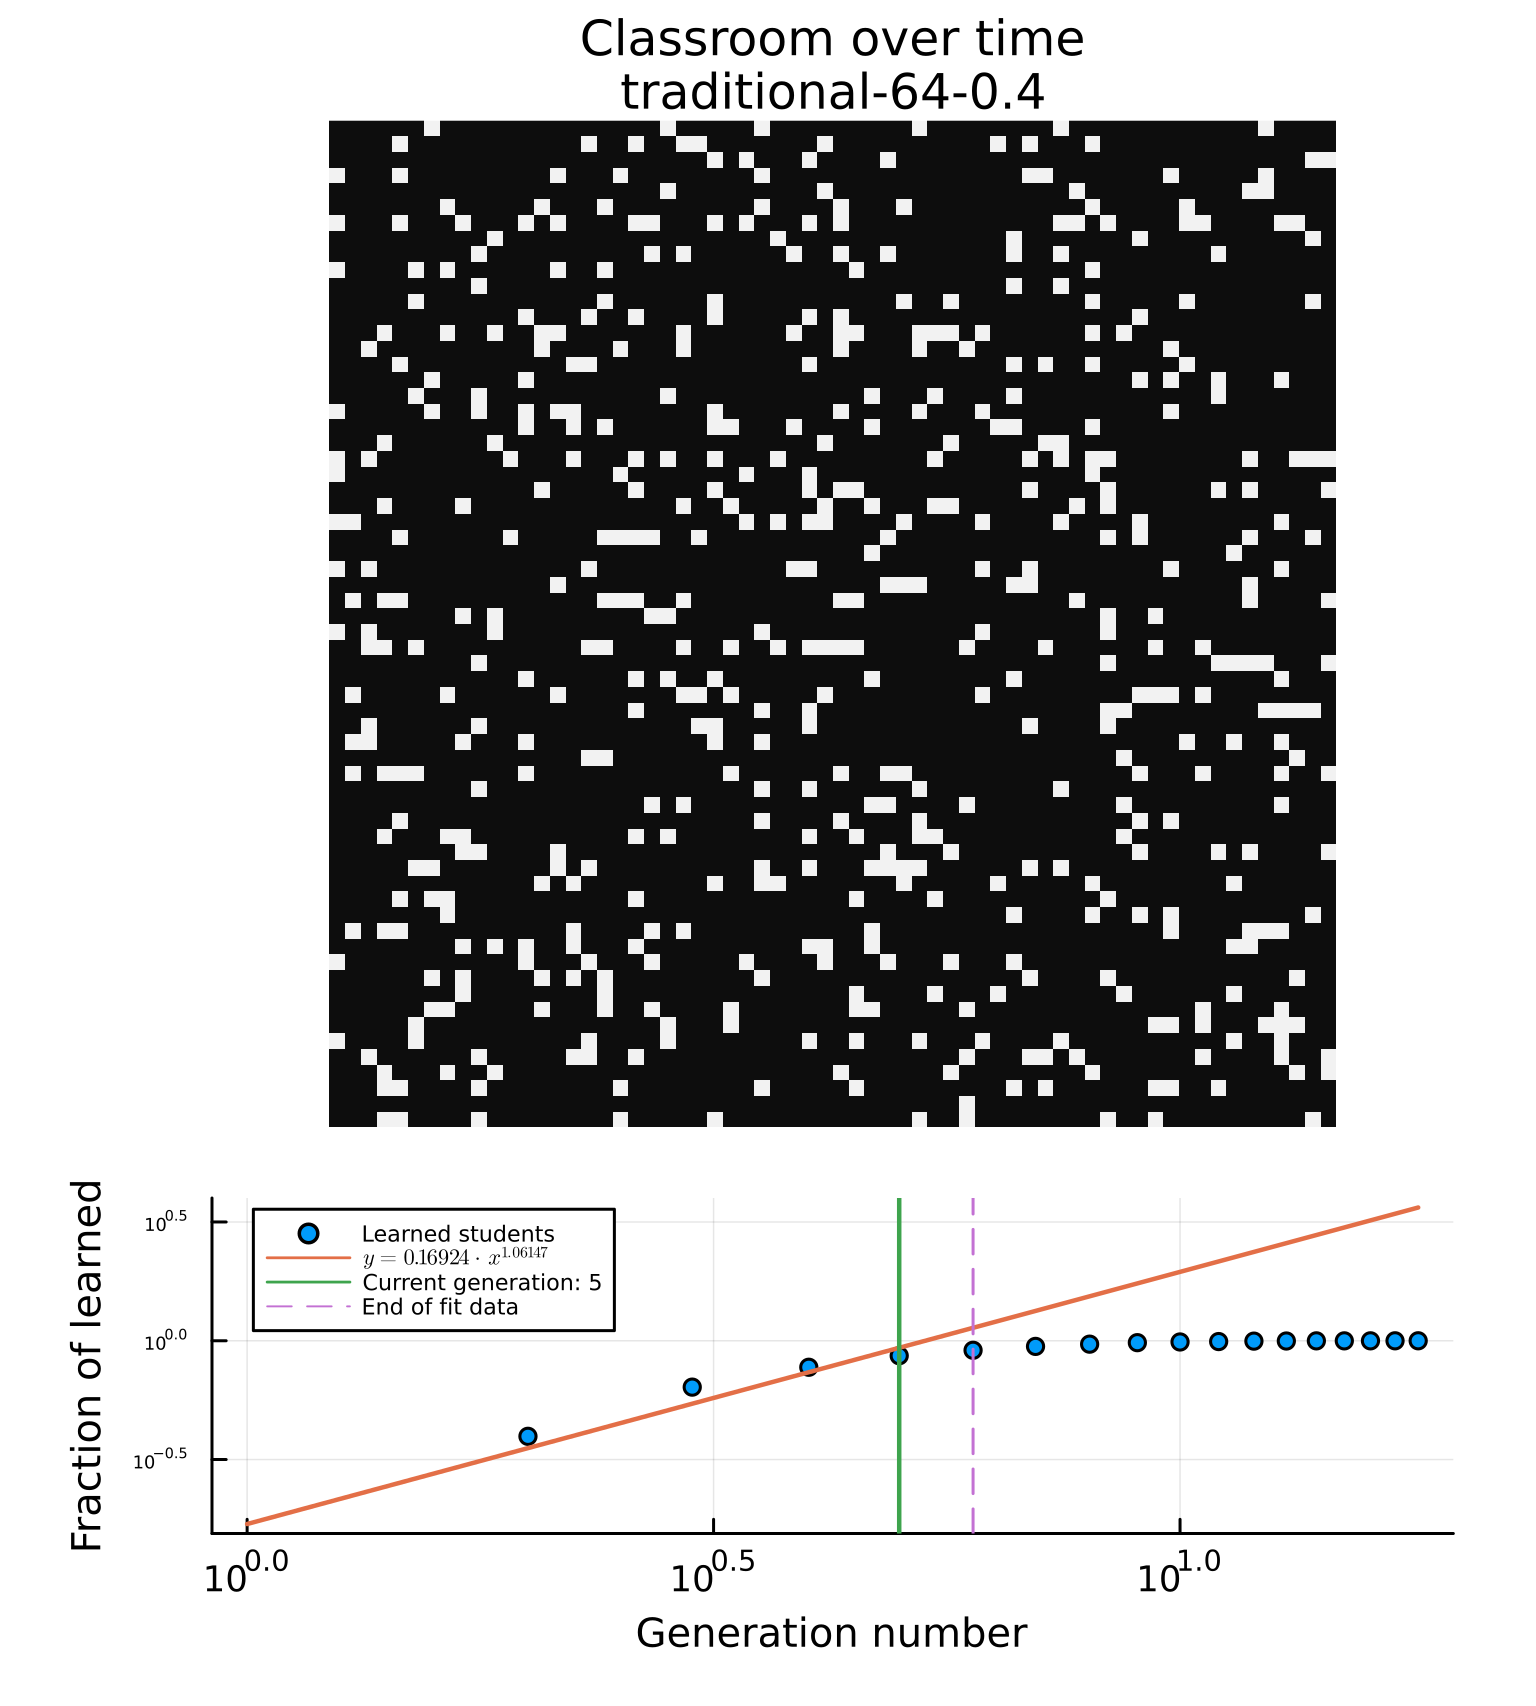 Classroom over time
traditional-64-0.4
Fraction of learned
10^0.5
10^0.0
10^−0.5
Learned students
y = 0.16924 · x^1.06147
Current generation: 5
End of fit data
10^0.0
10^0.5
10^1.0
Generation number